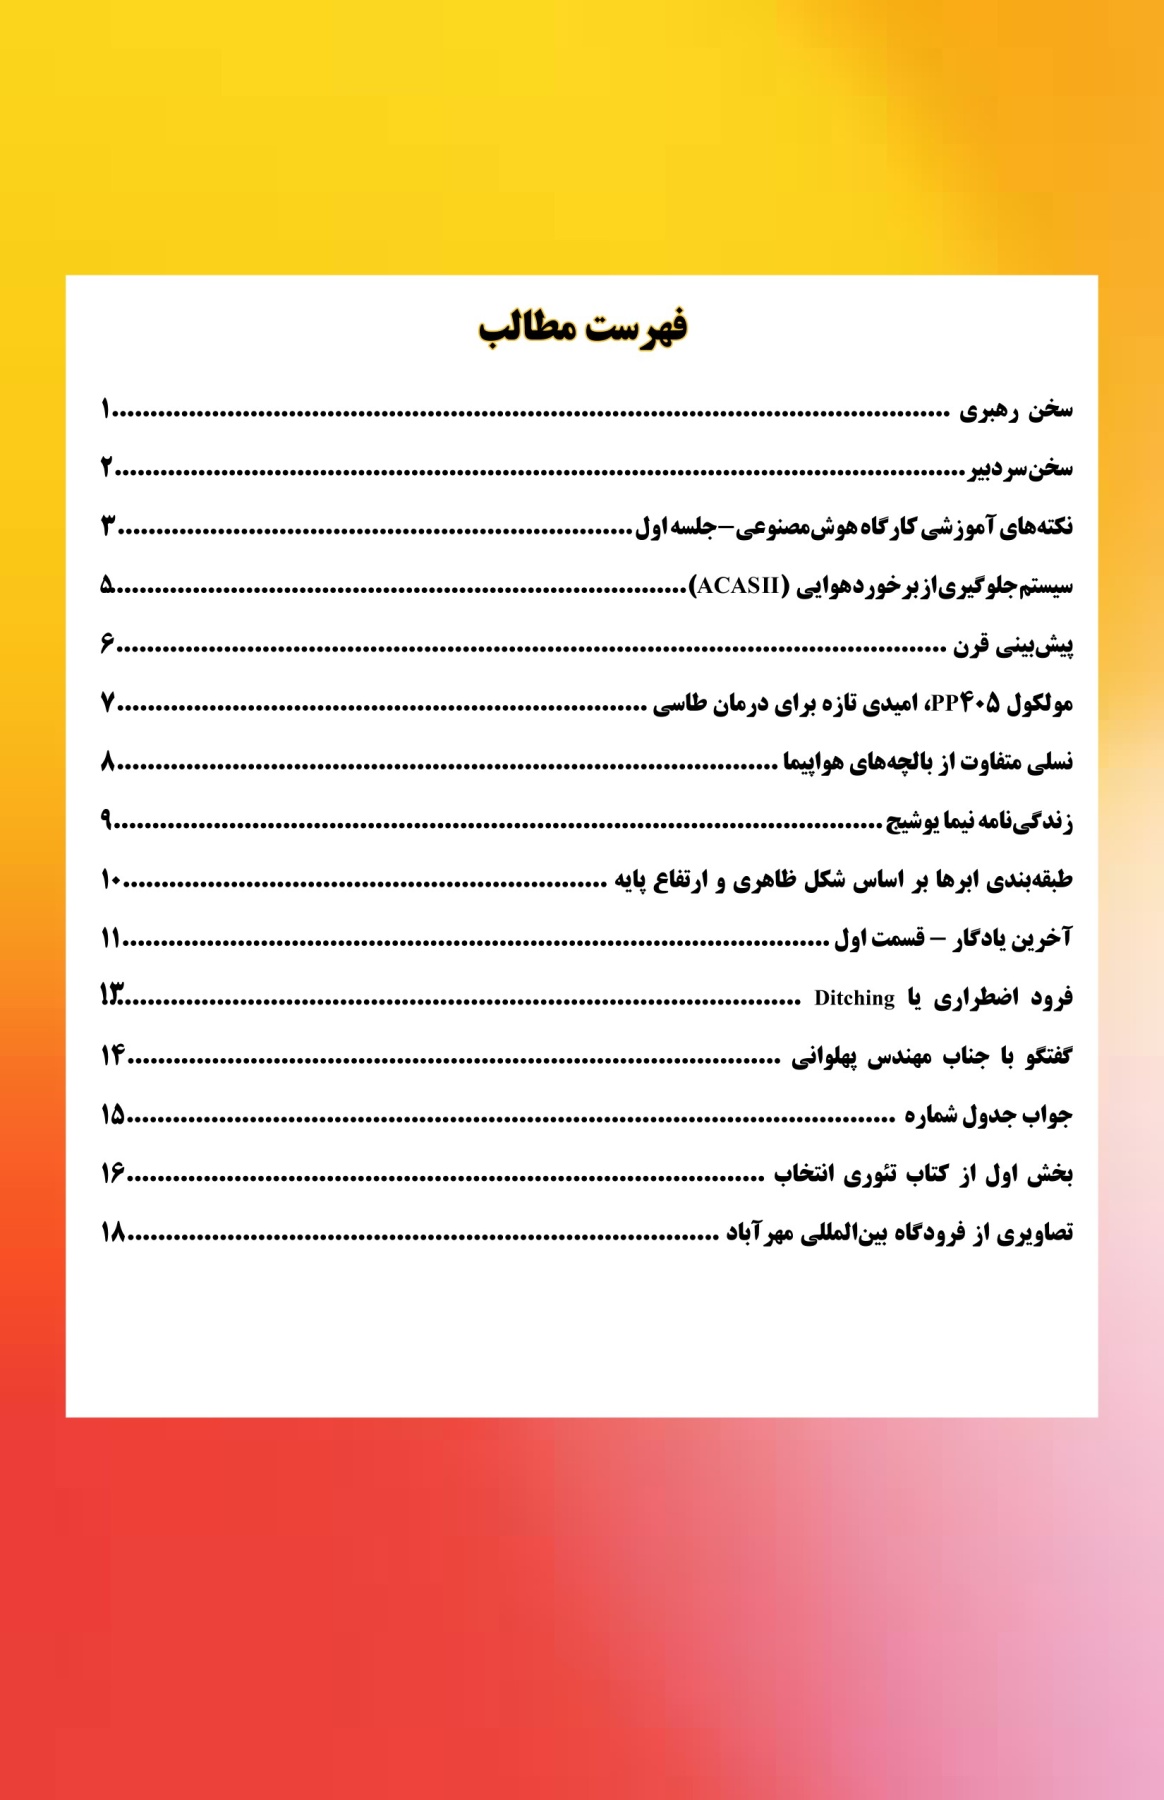 فهرست مطالب
سخن رهبری ........................................................................................................ ۱
سخن سردبیر ........................................................................................................ ۲
نکته‌های آموزشی کارگاه هوش مصنوعی – جلسه اول ................................................................ ۳
سیستم جلوگیری از برخورد هوایی (ACASII) ......................................................................... ۵
پیش‌بینی قرن ........................................................................................................ ۶
مولکول PP۴۰۵، امیدی تازه برای درمان طاسی ..................................................................... ۷
نسلی متفاوت از بالچه‌های هواپیما ..................................................................................... ۸
زندگی‌نامه نیما یوشیج .................................................................................................. ۹
طبقه‌بندی ابرها بر اساس شکل ظاهری و ارتفاع پایه .............................................................. ۱۰
آخرین یادگار – قسمت اول ............................................................................................ ۱۱
فرود اضطراری یا Ditching ......................................................................................... ۱۳
گفتگو با جناب مهندس پهلوانی ...................................................................................... ۱۴
جواب جدول شماره .................................................................................................... ۱۵
بخش اول از کتاب تئوری انتخاب ................................................................................... ۱۶
تصاویری از فرودگاه بین‌المللی مهرآباد ............................................................................. ۱۸